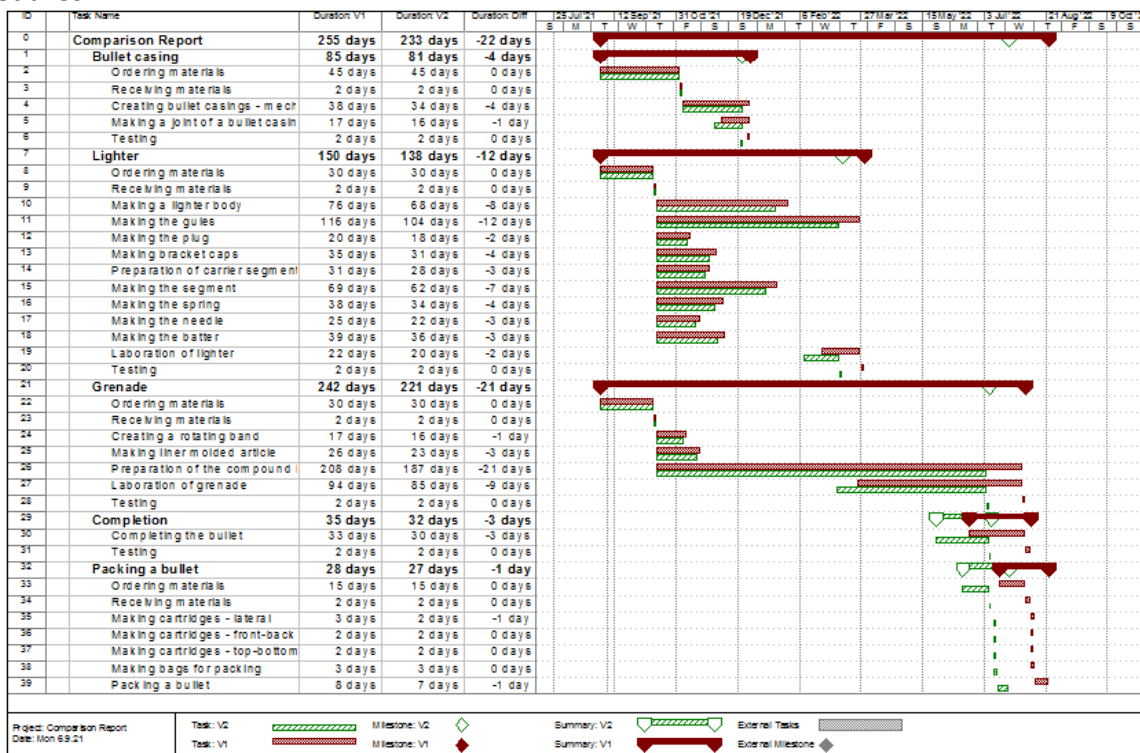 ID Task Name Duration: V1 Duration: V2 Duration: Diff 25 Jul '21 12 Sep '21 31 Oct '21 19 Dec '21 6 Feb '22 27 Mar '22 15 May '22 3 Jul '22 21 Aug '22 9 Oct
S M T W T F S S M T W T F S S M T W T F S S
0 Comparison Report 255 days 233 days -22 days
1 Bullet casing 85 days 81 days -4 days
2 Ordering materials 45 days 45 days 0 days
3 Receiving materials 2 days 2 days 0 days
4 Creating bullet casings - mech 38 days 34 days -4 days
5 Making a joint of a bullet casin 17 days 16 days -1 day
6 Testing 2 days 2 days 0 days
7 Lighter 150 days 138 days -12 days
8 Ordering materials 30 days 30 days 0 days
9 Receiving materials 2 days 2 days 0 days
10 Making a lighter body 76 days 68 days -8 days
11 Making the gules 116 days 104 days -12 days
12 Making the plug 20 days 18 days -2 days
13 Making bracket caps 35 days 31 days -4 days
14 Preparation of carrier segment 31 days 28 days -3 days
15 Making the segment 69 days 62 days -7 days
16 Making the spring 38 days 34 days -4 days
17 Making the needle 25 days 22 days -3 days
18 Making the batter 39 days 36 days -3 days
19 Laboration of lighter 22 days 20 days -2 days
20 Testing 2 days 2 days 0 days
21 Grenade 242 days 221 days -21 days
22 Ordering materials 30 days 30 days 0 days
23 Receiving materials 2 days 2 days 0 days
24 Creating a rotating band 17 days 16 days -1 day
25 Making liner molded article 26 days 23 days -3 days
26 Preparation of the compound 208 days 187 days -21 days
27 Laboration of grenade 94 days 85 days -9 days
28 Testing 2 days 2 days 0 days
29 Completion 35 days 32 days -3 days
30 Completing the bullet 33 days 30 days -3 days
31 Testing 2 days 2 days 0 days
32 Packing a bullet 28 days 27 days -1 day
33 Ordering materials 15 days 15 days 0 days
34 Receiving materials 2 days 2 days 0 days
35 Making cartridges - lateral 3 days 2 days -1 day
36 Making cartridges - front-back 2 days 2 days 0 days
37 Making cartridges - top-bottom 2 days 2 days 0 days
38 Making bags for packing 3 days 3 days 0 days
39 Packing a bullet 8 days 7 days -1 day
Project: Comparison Report Task: V2 Milestone: V2 Summary: V2 External Tasks
Date: Mon 6.9.21 Task: V1 Milestone: V1 Summary: V1 External Milestone